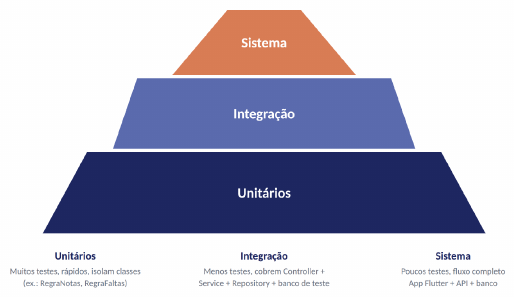 Sistema
Integração
Unitários
Unitários
Muitos testes, rápidos, isolam classes
(ex.: RegraNotas, RegraFaltas)
Integração
Menos testes, cobrem Controller +
Service + Repository + banco de teste
Sistema
Poucos testes, fluxo completo
App Flutter + API + banco